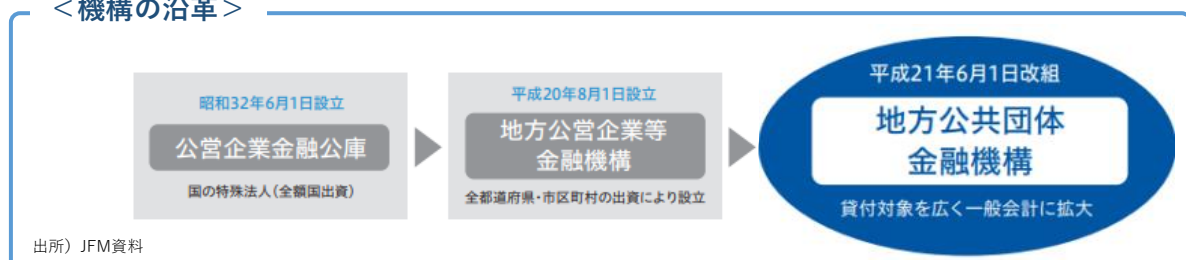 ＜機構の沿革＞
昭和32年6月1日設立
公営企業金融公庫
国の特殊法人（全額国出資）
平成20年8月1日設立
地方公営企業等
金融機構
全都道府県・市区町村の出資により設立
平成21年6月1日改組
地方公共団体
金融機構
貸付対象を広く一般会計に拡大
出所）JFM資料